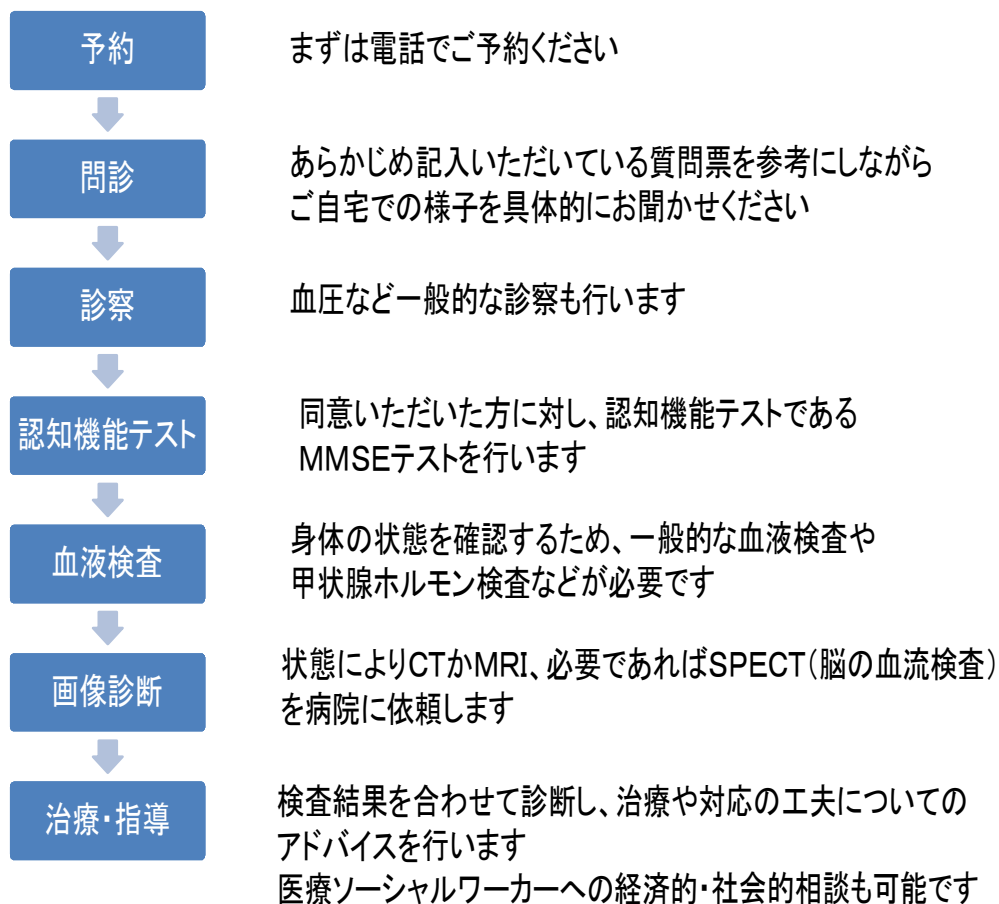 予約
まずは電話でご予約ください
問診
あらかじめ記入いただいている質問票を参考にしながら
ご自宅での様子を具体的にお聞かせください
診察
血圧など一般的な診察も行います
認知機能テスト
同意いただいた方に対し、認知機能テストである
MMSEテストを行います
血液検査
身体の状態を確認するため、一般的な血液検査や
甲状腺ホルモン検査などが必要です
画像診断
状態によりCTかMRI、必要であればSPECT（脳の血流検査）
を病院に依頼します
治療・指導
検査結果を合わせて診断し、治療や対応の工夫についての
アドバイスを行います
医療ソーシャルワーカーへの経済的・社会的相談も可能です